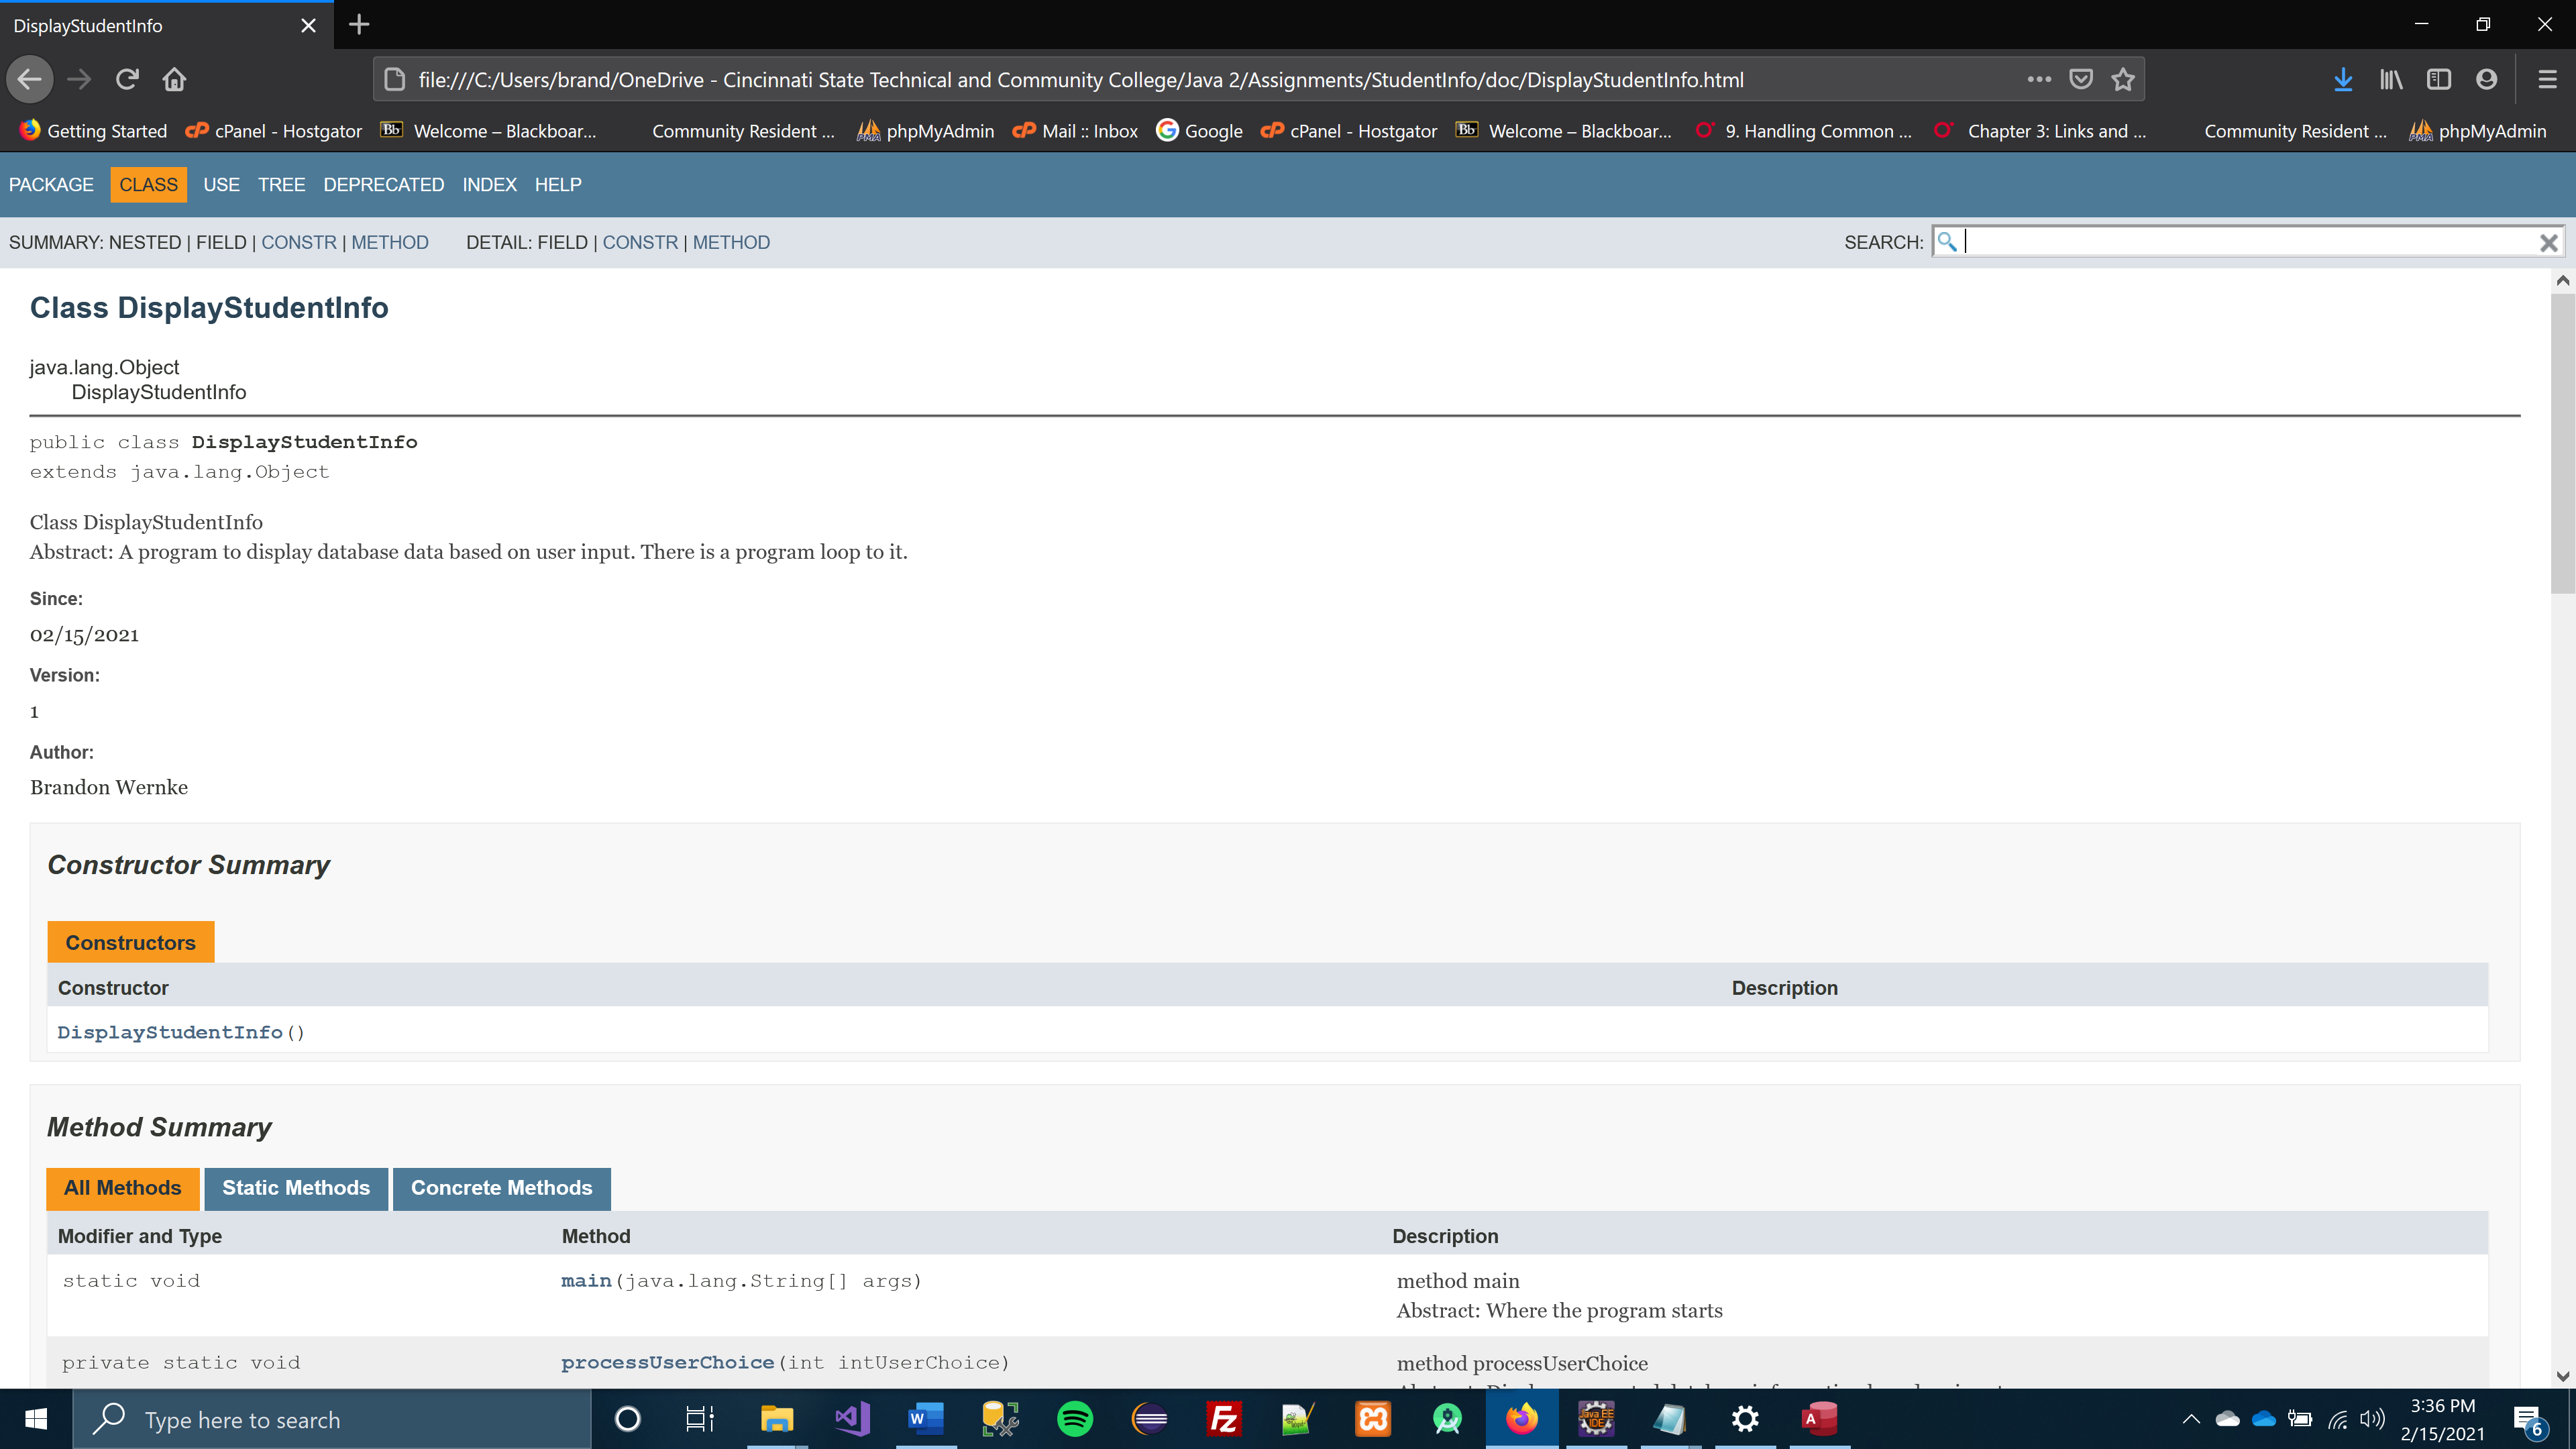 DisplayStudentInfo
file:///C:/Users/brand/OneDrive - Cincinnati State Technical and Community College/Java 2/Assignments/StudentInfo/doc/DisplayStudentInfo.html
Getting Started cPanel - Hostgator Bb Welcome – Blackboar... Community Resident ... phpMyAdmin Mail :: Inbox Google cPanel - Hostgator Bb Welcome – Blackboar... 9. Handling Common ... Chapter 3: Links and ... Community Resident ... phpMyAdmin
PACKAGE CLASS USE TREE DEPRECATED INDEX HELP
SUMMARY: NESTED | FIELD | CONSTR | METHOD DETAIL: FIELD | CONSTR | METHOD SEARCH:
Class DisplayStudentInfo
java.lang.Object
DisplayStudentInfo
public class DisplayStudentInfo
extends java.lang.Object
Class DisplayStudentInfo
Abstract: A program to display database data based on user input. There is a program loop to it.
Since:
02/15/2021
Version:
1
Author:
Brandon Wernke
Constructor Summary
Constructors
Constructor Description
DisplayStudentInfo()
Method Summary
All Methods Static Methods Concrete Methods
Modifier and Type Method Description
static void main(java.lang.String[] args) method main
Abstract: Where the program starts
private static void processUserChoice(int intUserChoice) method processUserChoice
Type here to search
3:36 PM
2/15/2021
6